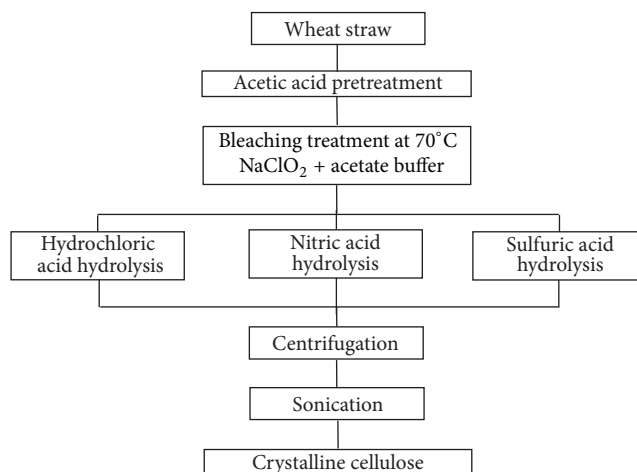 Wheat straw
Acetic acid pretreatment
Bleaching treatment at 70°C
NaClO₂ + acetate buffer
Hydrochloric
acid hydrolysis
Nitric acid
hydrolysis
Sulfuric acid
hydrolysis
Centrifugation
Sonication
Crystalline cellulose